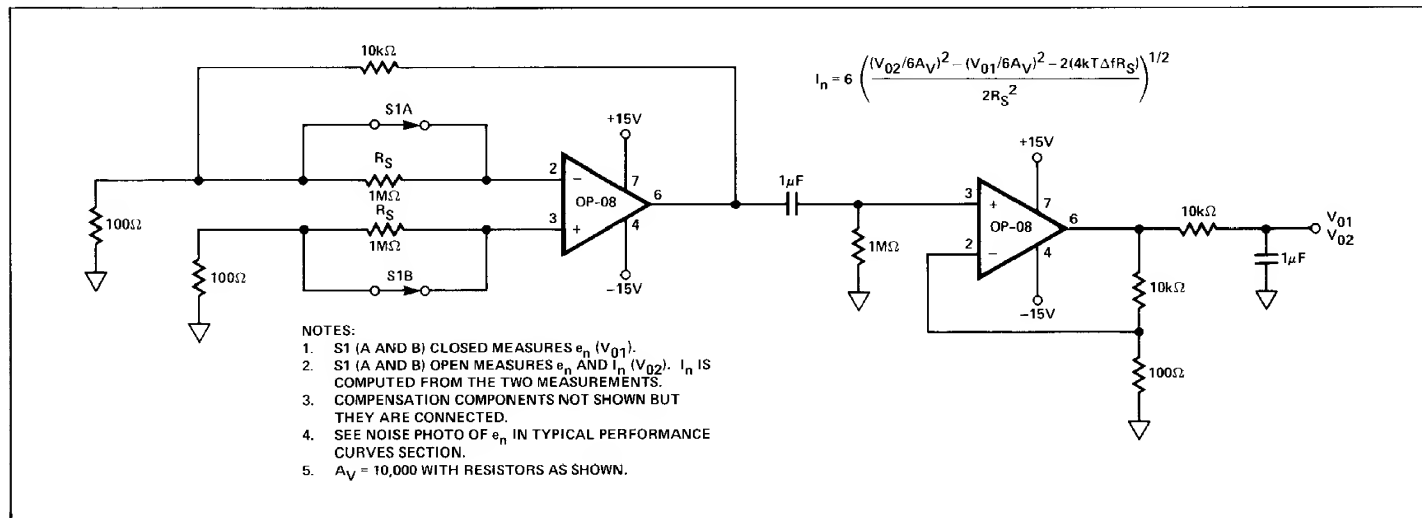 10kΩ
S1A
R_S
1MΩ
R_S
1MΩ
S1B
100Ω
100Ω
2
3
−
+
OP-08
+15V
7
6
4
−15V
1μF
1MΩ
I_n = 6 ( ((V_02/6A_V)^2 − (V_01/6A_V)^2 − 2(4kTΔfR_S)) / 2R_S^2 )^1/2
+15V
3
2
+
−
OP-08
7
6
4
−15V
10kΩ
V_01
V_02
1μF
10kΩ
100Ω
NOTES:
1. S1 (A AND B) CLOSED MEASURES e_n (V_01).
2. S1 (A AND B) OPEN MEASURES e_n AND I_n (V_02). I_n IS
COMPUTED FROM THE TWO MEASUREMENTS.
3. COMPENSATION COMPONENTS NOT SHOWN BUT
THEY ARE CONNECTED.
4. SEE NOISE PHOTO OF e_n IN TYPICAL PERFORMANCE
CURVES SECTION.
5. A_V = 10,000 WITH RESISTORS AS SHOWN.